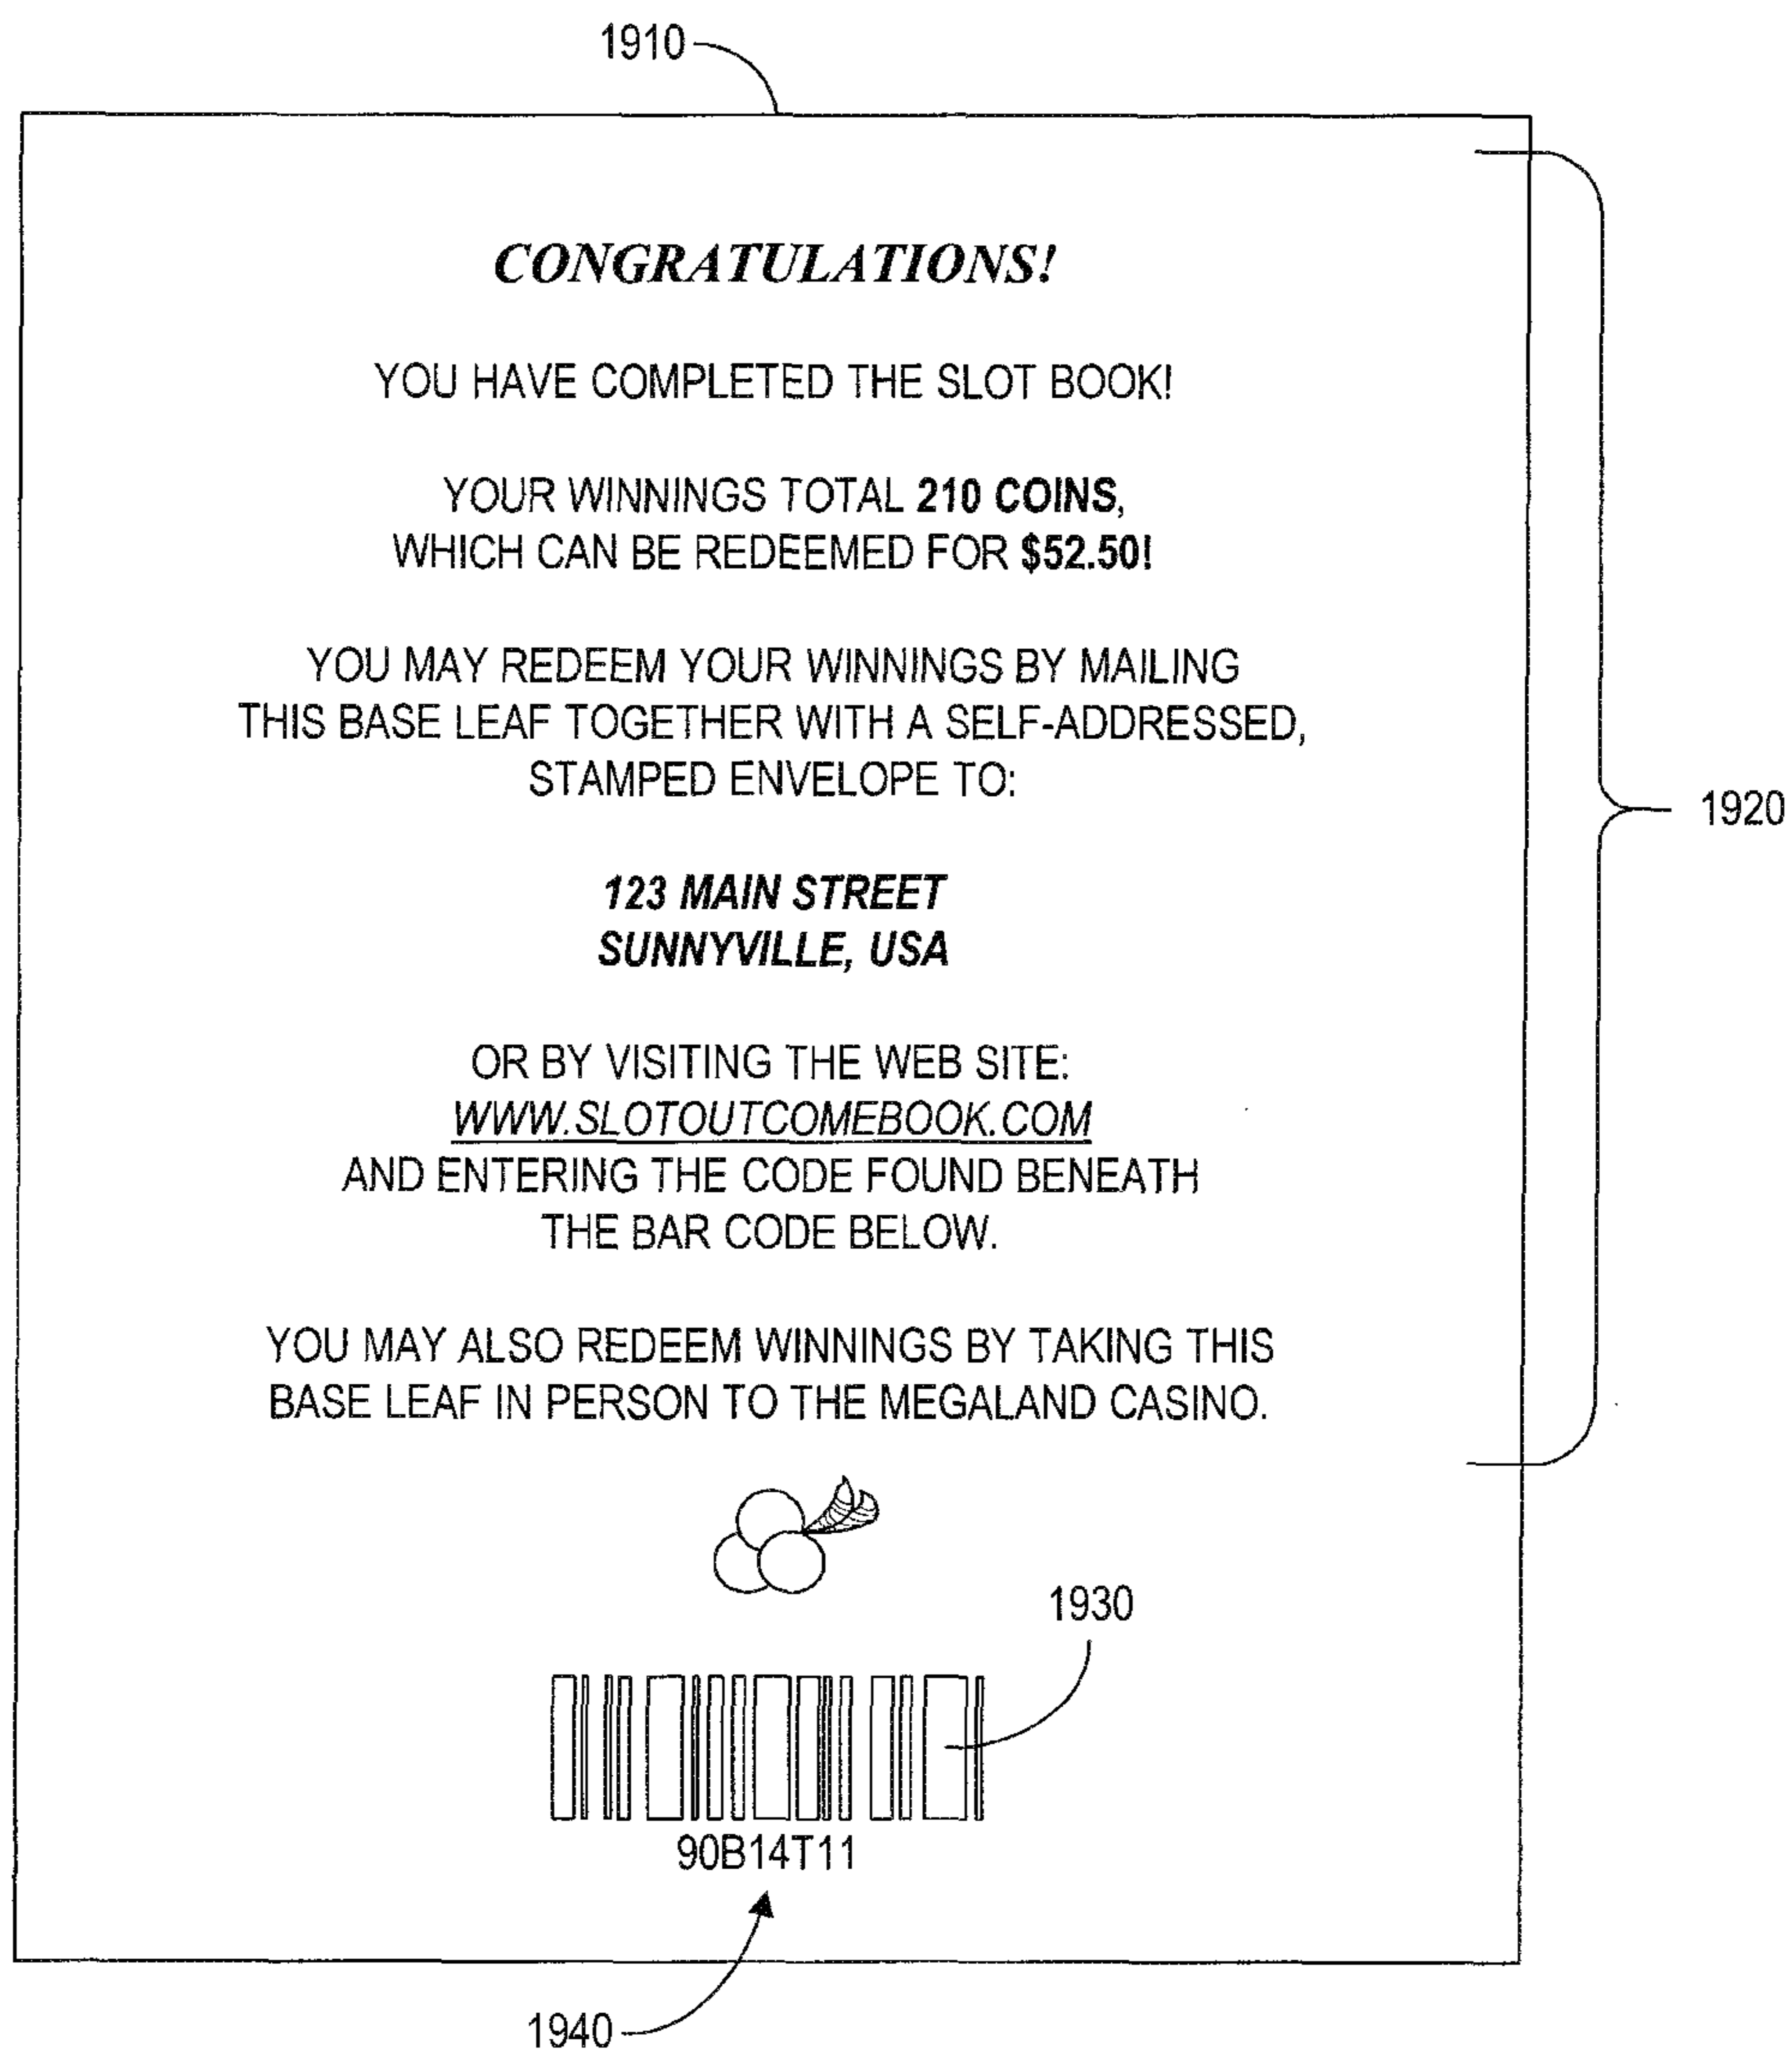 1910
CONGRATULATIONS!
YOU HAVE COMPLETED THE SLOT BOOK!
YOUR WINNINGS TOTAL 210 COINS,
WHICH CAN BE REDEEMED FOR $52.50!
YOU MAY REDEEM YOUR WINNINGS BY MAILING
THIS BASE LEAF TOGETHER WITH A SELF-ADDRESSED,
STAMPED ENVELOPE TO:
1920
123 MAIN STREET
SUNNYVILLE, USA
OR BY VISITING THE WEB SITE:
WWW.SLOTOUTCOMEBOOK.COM
AND ENTERING THE CODE FOUND BENEATH
THE BAR CODE BELOW.
YOU MAY ALSO REDEEM WINNINGS BY TAKING THIS
BASE LEAF IN PERSON TO THE MEGALAND CASINO.
1930
90B14T11
1940